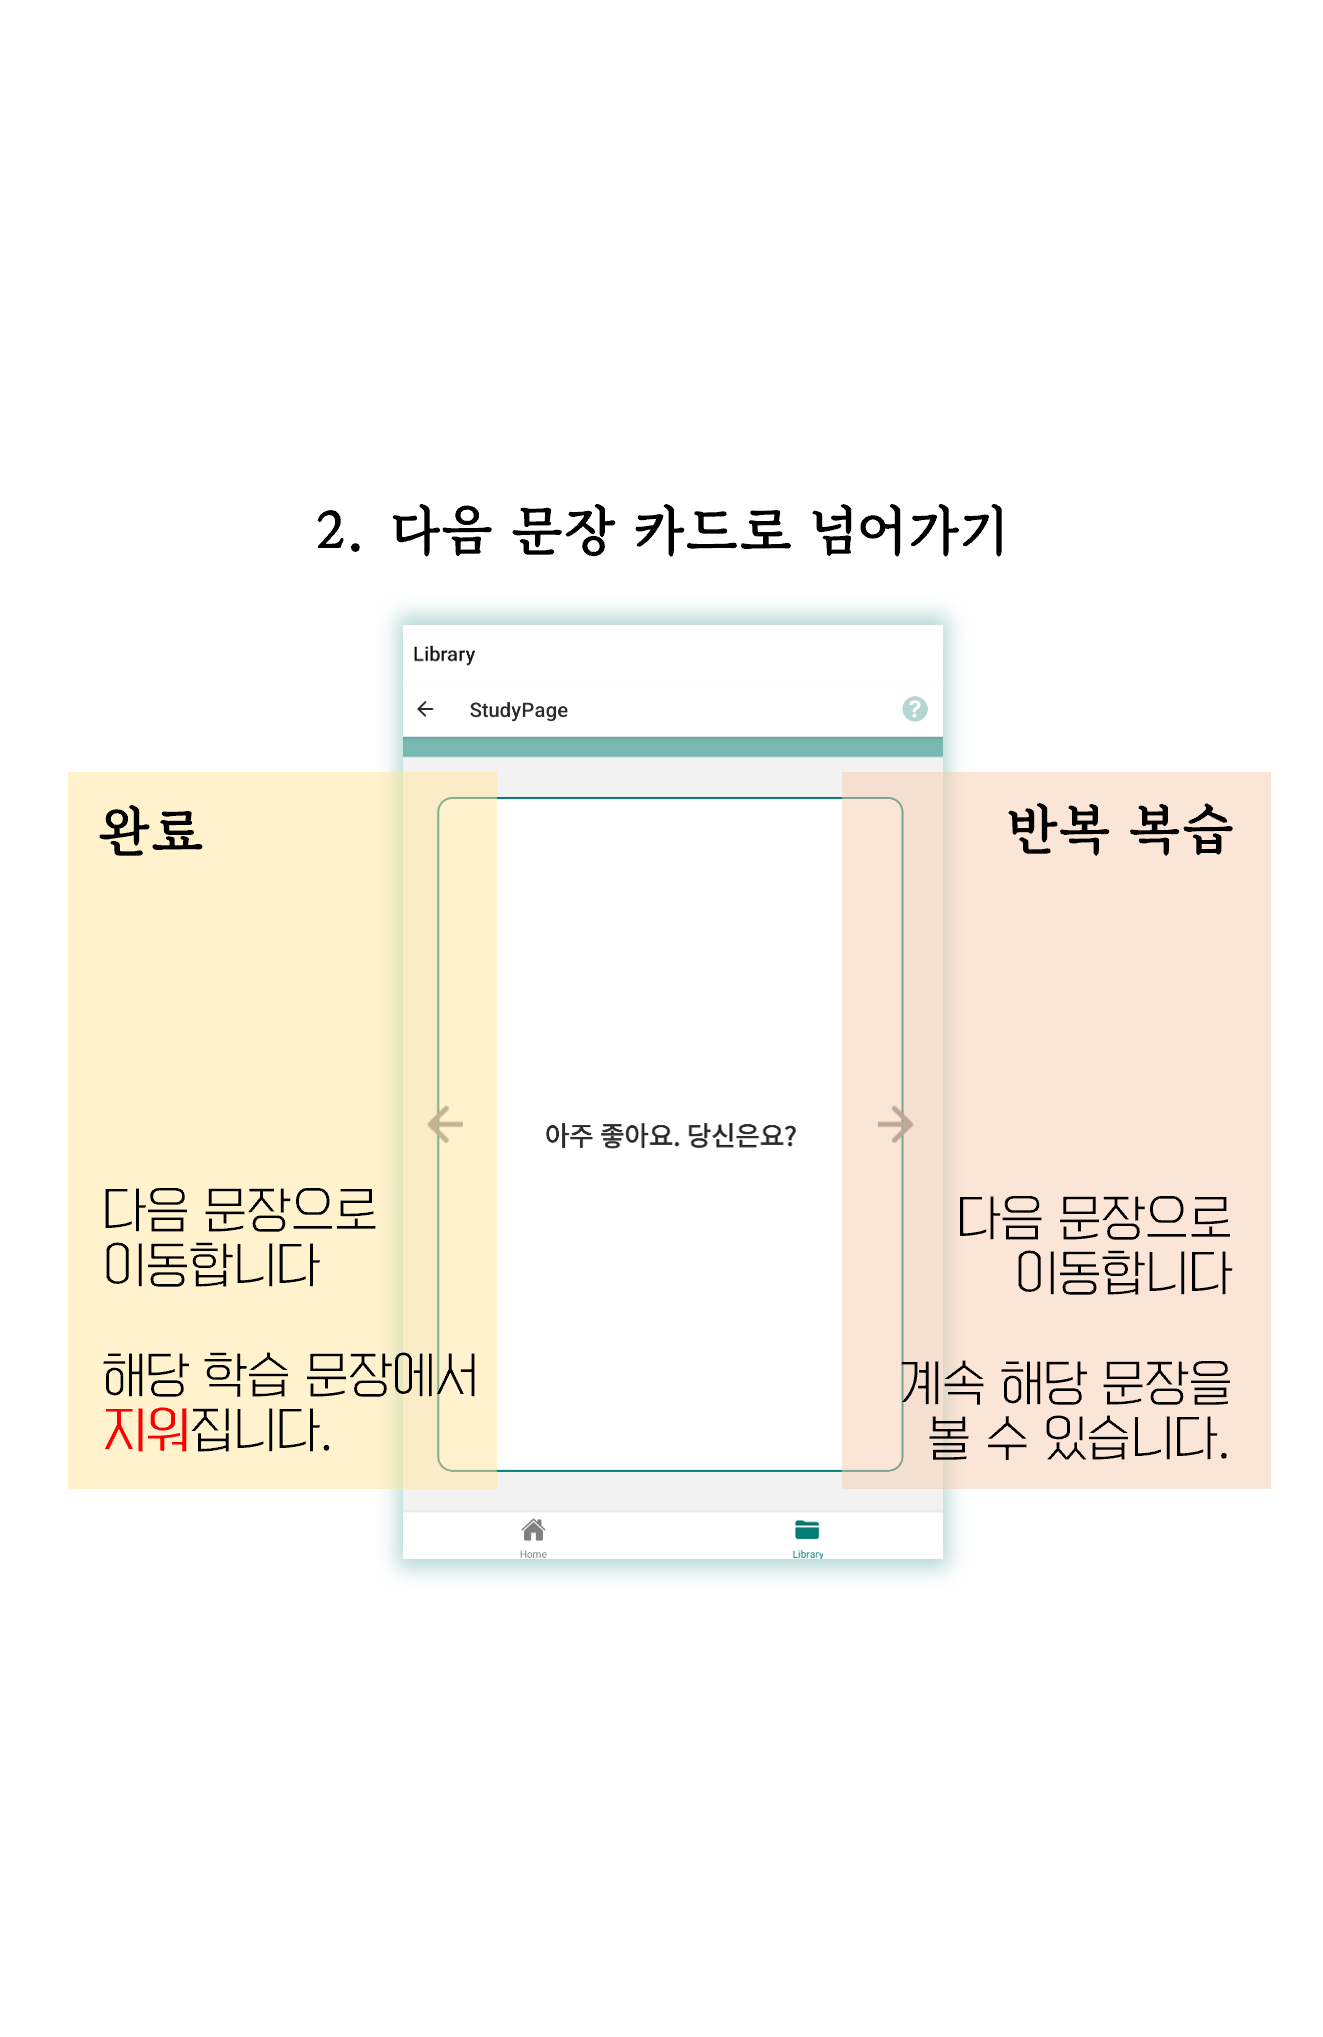 2. 다음 문장 카드로 넘어가기
Library
StudyPage
?
완료
반복 복습
아주 좋아요. 당신은요?
다음 문장으로
이동합니다
해당 학습 문장에서
지워집니다.
다음 문장으로
이동합니다
계속 해당 문장을
볼 수 있습니다.
Home
Library